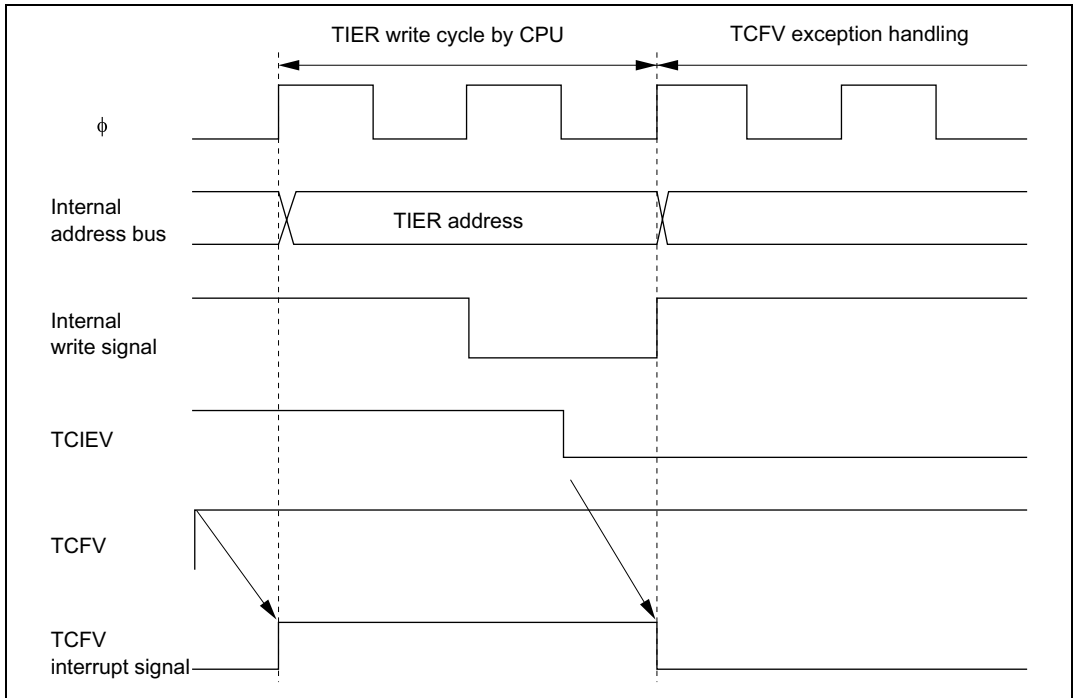 TIER write cycle by CPU
TCFV exception handling
ϕ
Internal
address bus
TIER address
Internal
write signal
TCIEV
TCFV
TCFV
interrupt signal